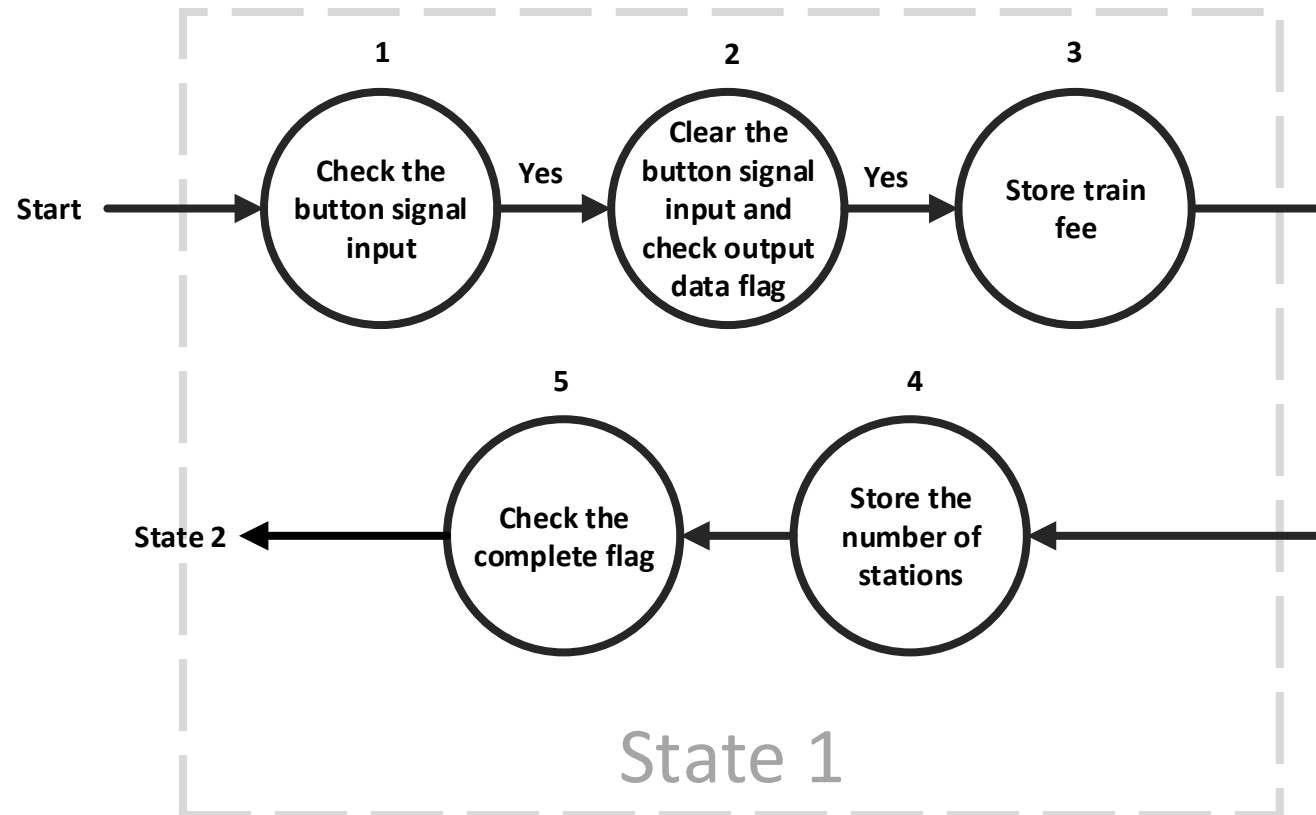 1
2
3
Start
Check the
button signal
input
Yes
Clear the
button signal
input and
check output
data flag
Yes
Store train
fee
5
4
State 2
Check the
complete flag
Store the
number of
stations
State 1